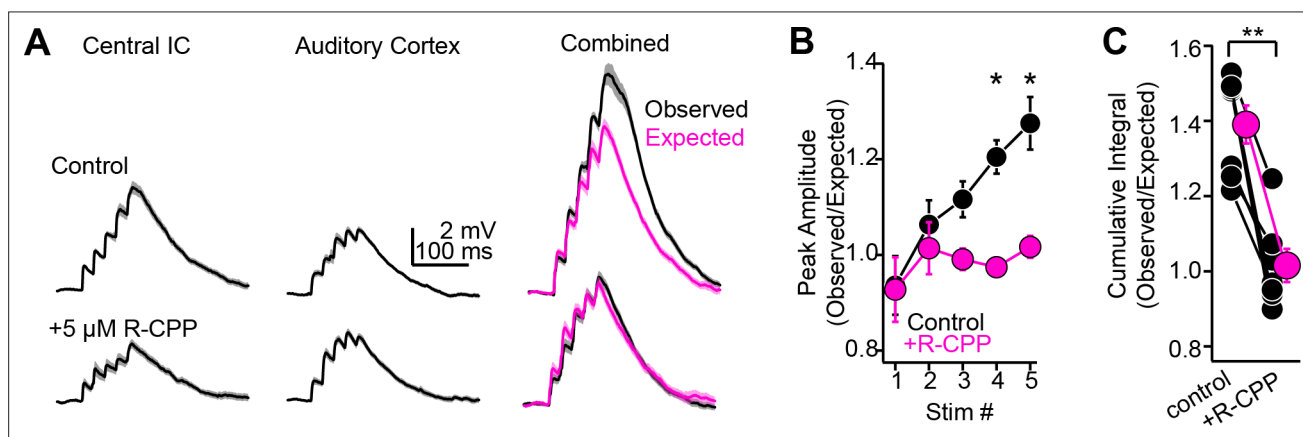 A
Central IC
Auditory Cortex
Combined
Observed
Expected
Control
2 mV
100 ms
+5 µM R-CPP
B
Peak Amplitude
(Observed/Expected)
1.4
1.2
1.0
0.8
* *
Control
+R-CPP
1 2 3 4 5
Stim #
C
Cumulative Integral
(Observed/Expected)
1.6
1.4
1.2
1.0
0.8
**
control
+R-CPP